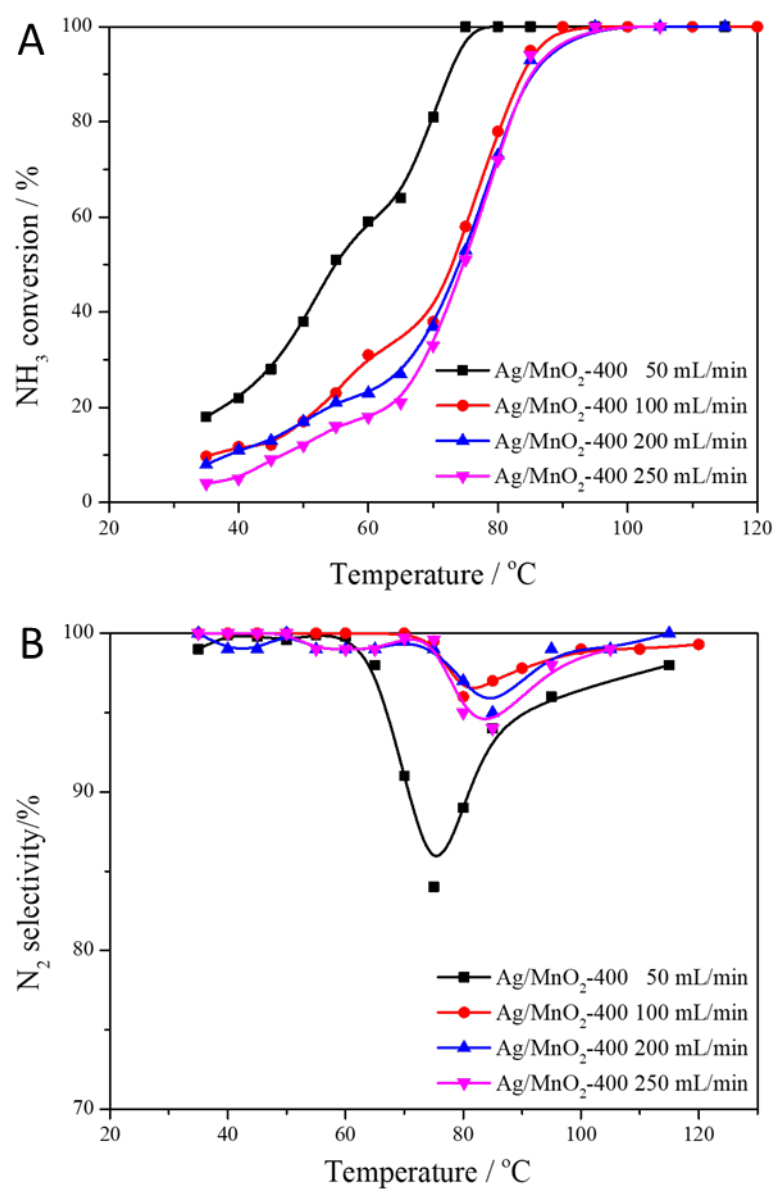 A
100
80
60
40
20
0
NH₃ conversion / %
Ag/MnO₂-400 50 mL/min
Ag/MnO₂-400 100 mL/min
Ag/MnO₂-400 200 mL/min
Ag/MnO₂-400 250 mL/min
20 40 60 80 100 120
Temperature / °C
B
100
90
80
70
N₂ selectivity/%
Ag/MnO₂-400 50 mL/min
Ag/MnO₂-400 100 mL/min
Ag/MnO₂-400 200 mL/min
Ag/MnO₂-400 250 mL/min
20 40 60 80 100 120
Temperature / °C